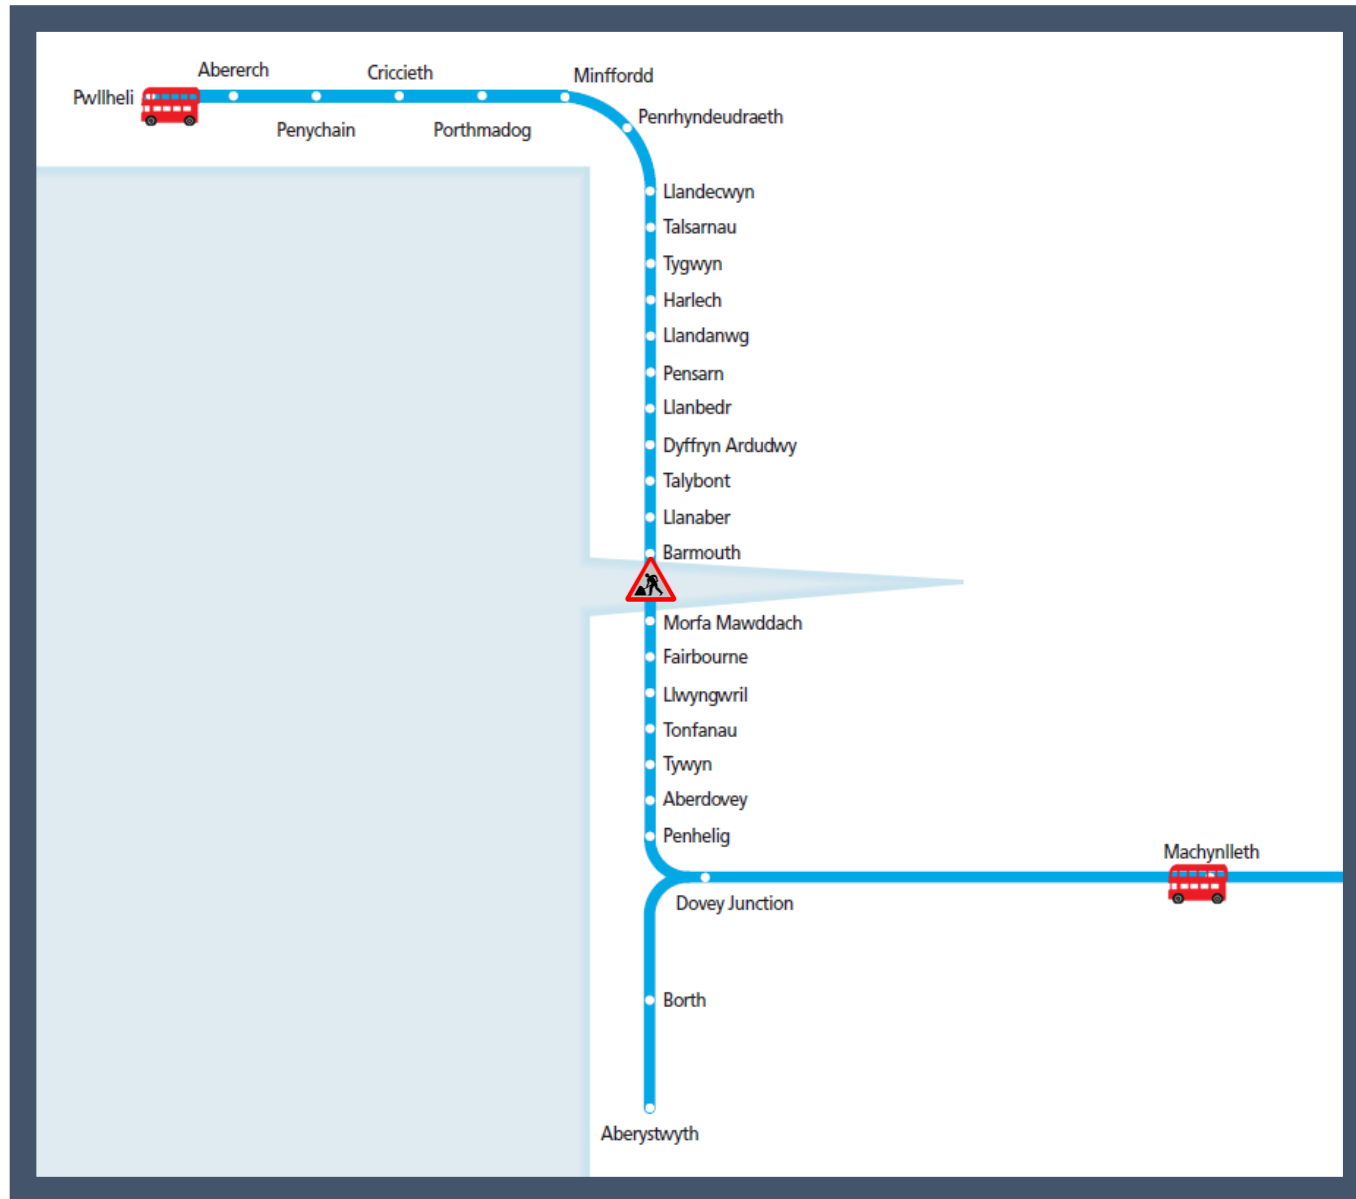 Abererch
Criccieth
Minffordd
Pwllheli
Penychain
Porthmadog
Penrhyndeudraeth
Llandecwyn
Talsarnau
Tygwyn
Harlech
Llandanwg
Pensarn
Llanbedr
Dyffryn Ardudwy
Talybont
Llanaber
Barmouth
Morfa Mawddach
Fairbourne
Llwyngwril
Tonfanau
Tywyn
Aberdovey
Penhelig
Machynlleth
Dovey Junction
Borth
Aberystwyth